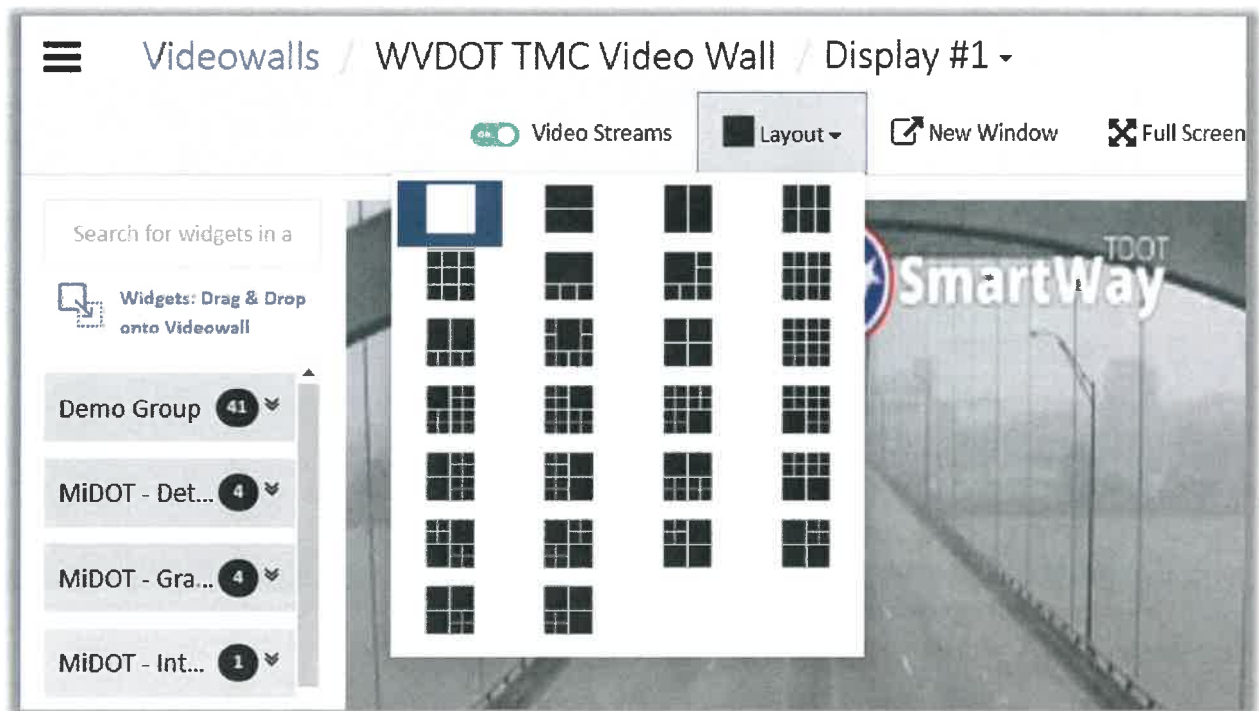 Videowalls / WVDOT TMC Video Wall / Display #1
Video Streams Layout New Window Full Screen
Search for widgets in a
Widgets: Drag & Drop
onto Videowall
Demo Group 41
MiDOT - Det... 4
MiDOT - Gra... 4
MiDOT - Int... 1
TDOT
SmartWay